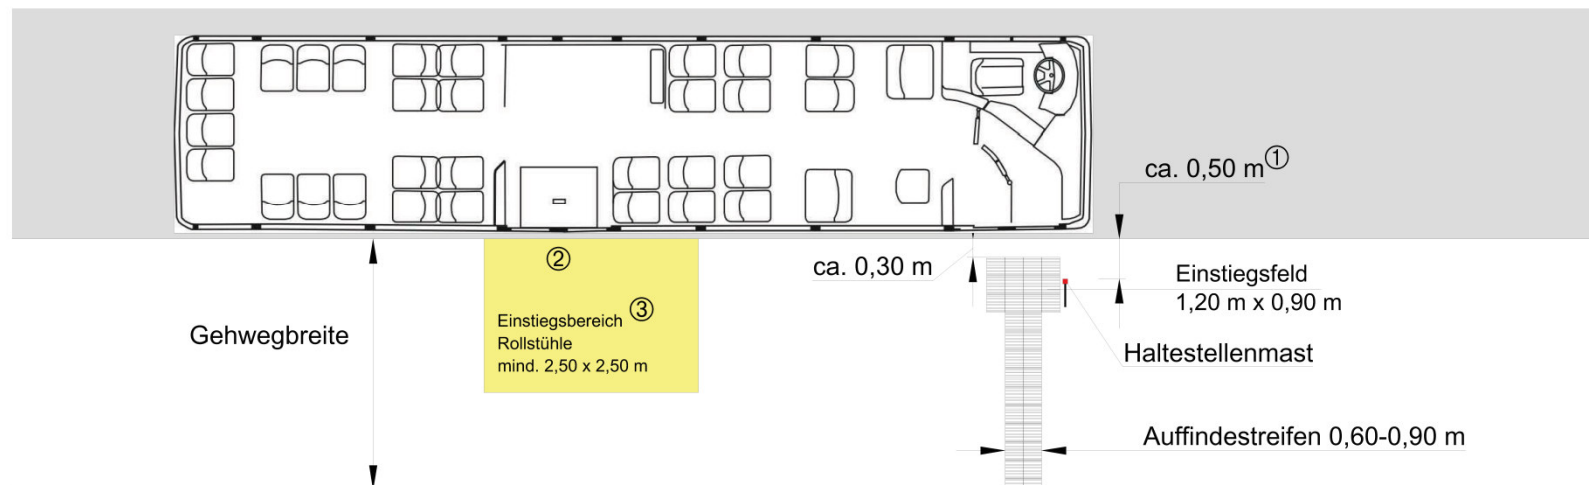 ca. 0,50 m①
②
ca. 0,30 m
Einstiegsfeld
1,20 m x 0,90 m
Einstiegsbereich ③
Rollstühle
mind. 2,50 x 2,50 m
Gehwegbreite
Haltestellenmast
Auffindestreifen 0,60-0,90 m